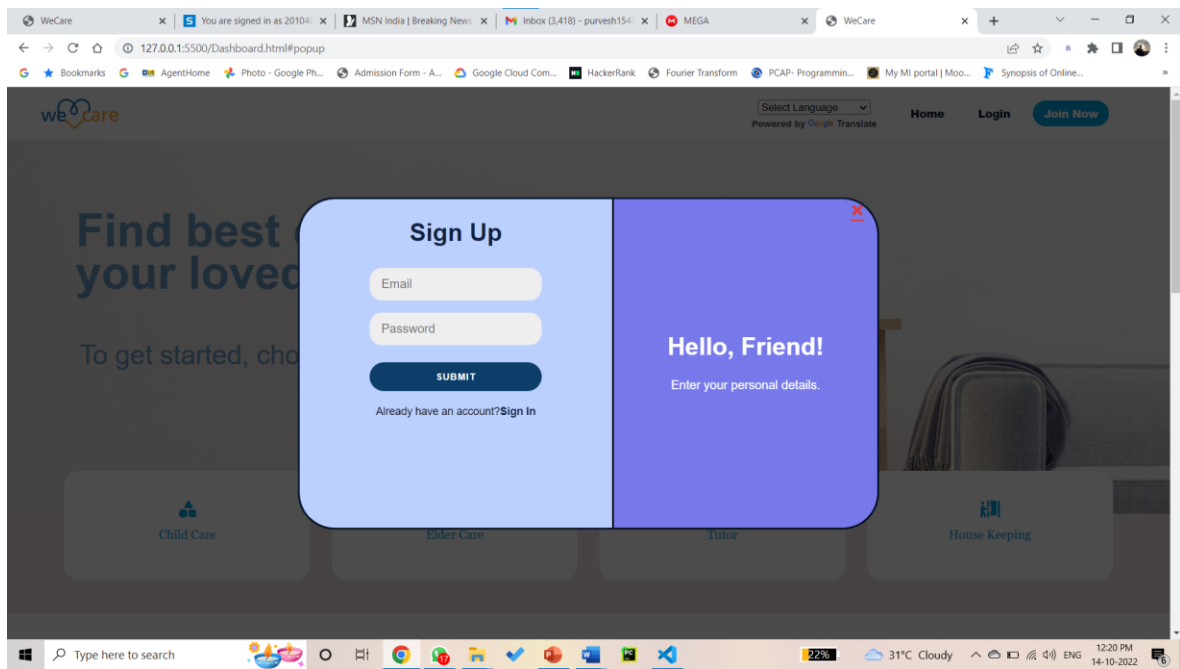 WeCare
You are signed in as 20104
MSN India | Breaking News
Inbox (3,418) - purvesh154
MEGA
WeCare
127.0.0.1:5500/Dashboard.html#popup
Bookmarks
AgentHome
Photo - Google Ph...
Admission Form - A...
Google Cloud Com...
HackerRank
Fourier Transform
PCAP- Programmin...
My MI portal | Moo...
Synopsis of Online...
we care
Select Language
Powered by Google Translate
Home
Login
Join Now
Find best
your loved
To get started, cho
Sign Up
Email
Password
SUBMIT
Already have an account?Sign In
×
Hello, Friend!
Enter your personal details.
Child Care
Elder Care
Tutor
House Keeping
Type here to search
17
22%
31°C Cloudy
ENG
12:20 PM
14-10-2022
6